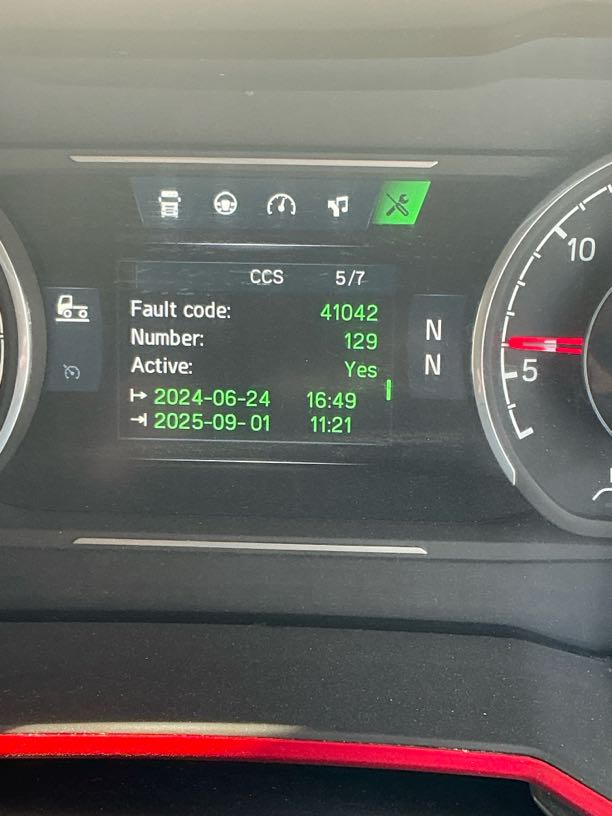 CCS 5/7
Fault code: 41042
Number: 129
Active: Yes
2024-06-24 16:49
2025-09-01 11:21
N
N
10
5